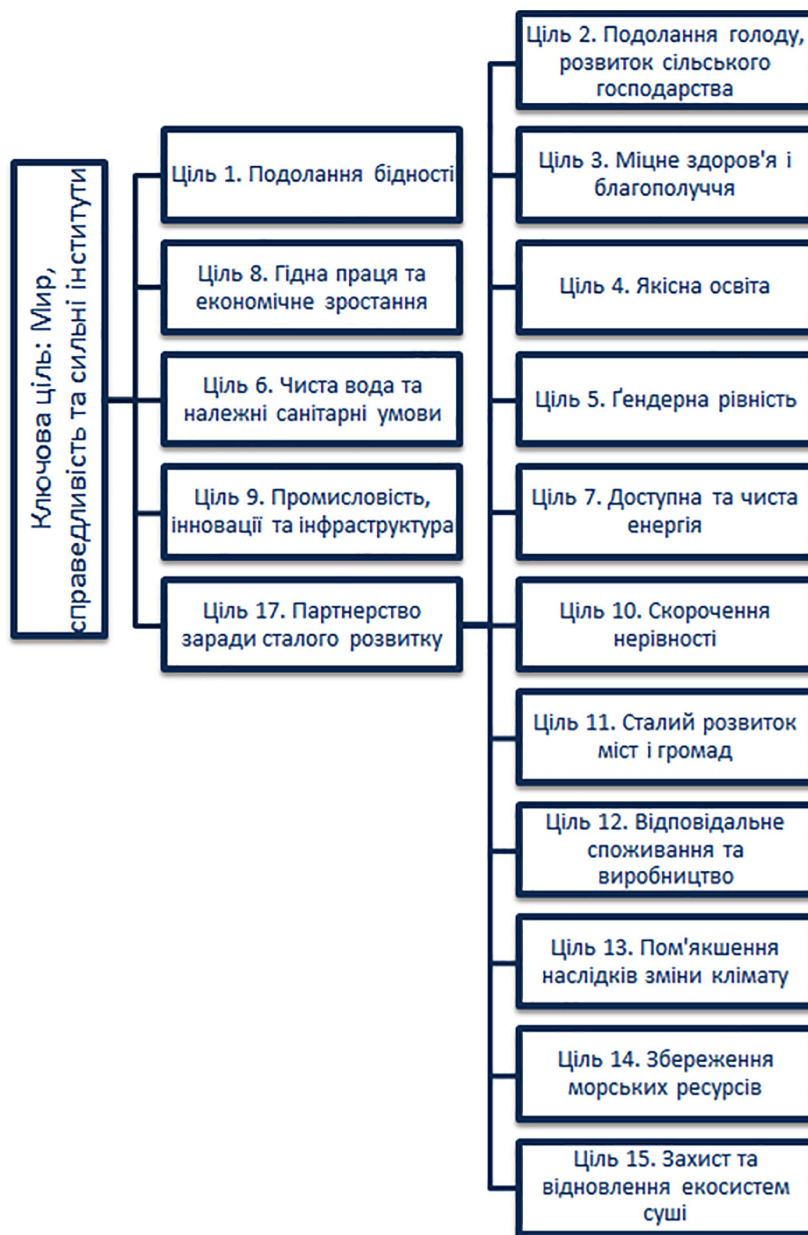 Ключова ціль: Мир,
справедливість та сильні інститути
Ціль 1. Подолання бідності
Ціль 8. Гідна праця та
економічне зростання
Ціль 6. Чиста вода та
належні санітарні умови
Ціль 9. Промисловість,
інновації та інфраструктура
Ціль 17. Партнерство
заради сталого розвитку
Ціль 2. Подолання голоду,
розвиток сільського
господарства
Ціль 3. Міцне здоров'я і
благополуччя
Ціль 4. Якісна освіта
Ціль 5. Ґендерна рівність
Ціль 7. Доступна та чиста
енергія
Ціль 10. Скорочення
нерівності
Ціль 11. Сталий розвиток
міст і громад
Ціль 12. Відповідальне
споживання та
виробництво
Ціль 13. Пом'якшення
наслідків зміни клімату
Ціль 14. Збереження
морських ресурсів
Ціль 15. Захист та
відновлення екосистем
суші